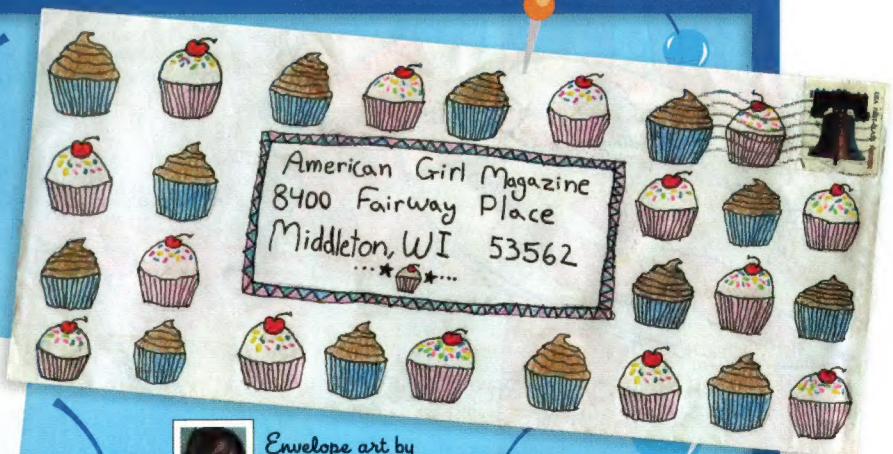 American Girl Magazine
8400 Fairway Place
Middleton, WI 53562
Envelope art by